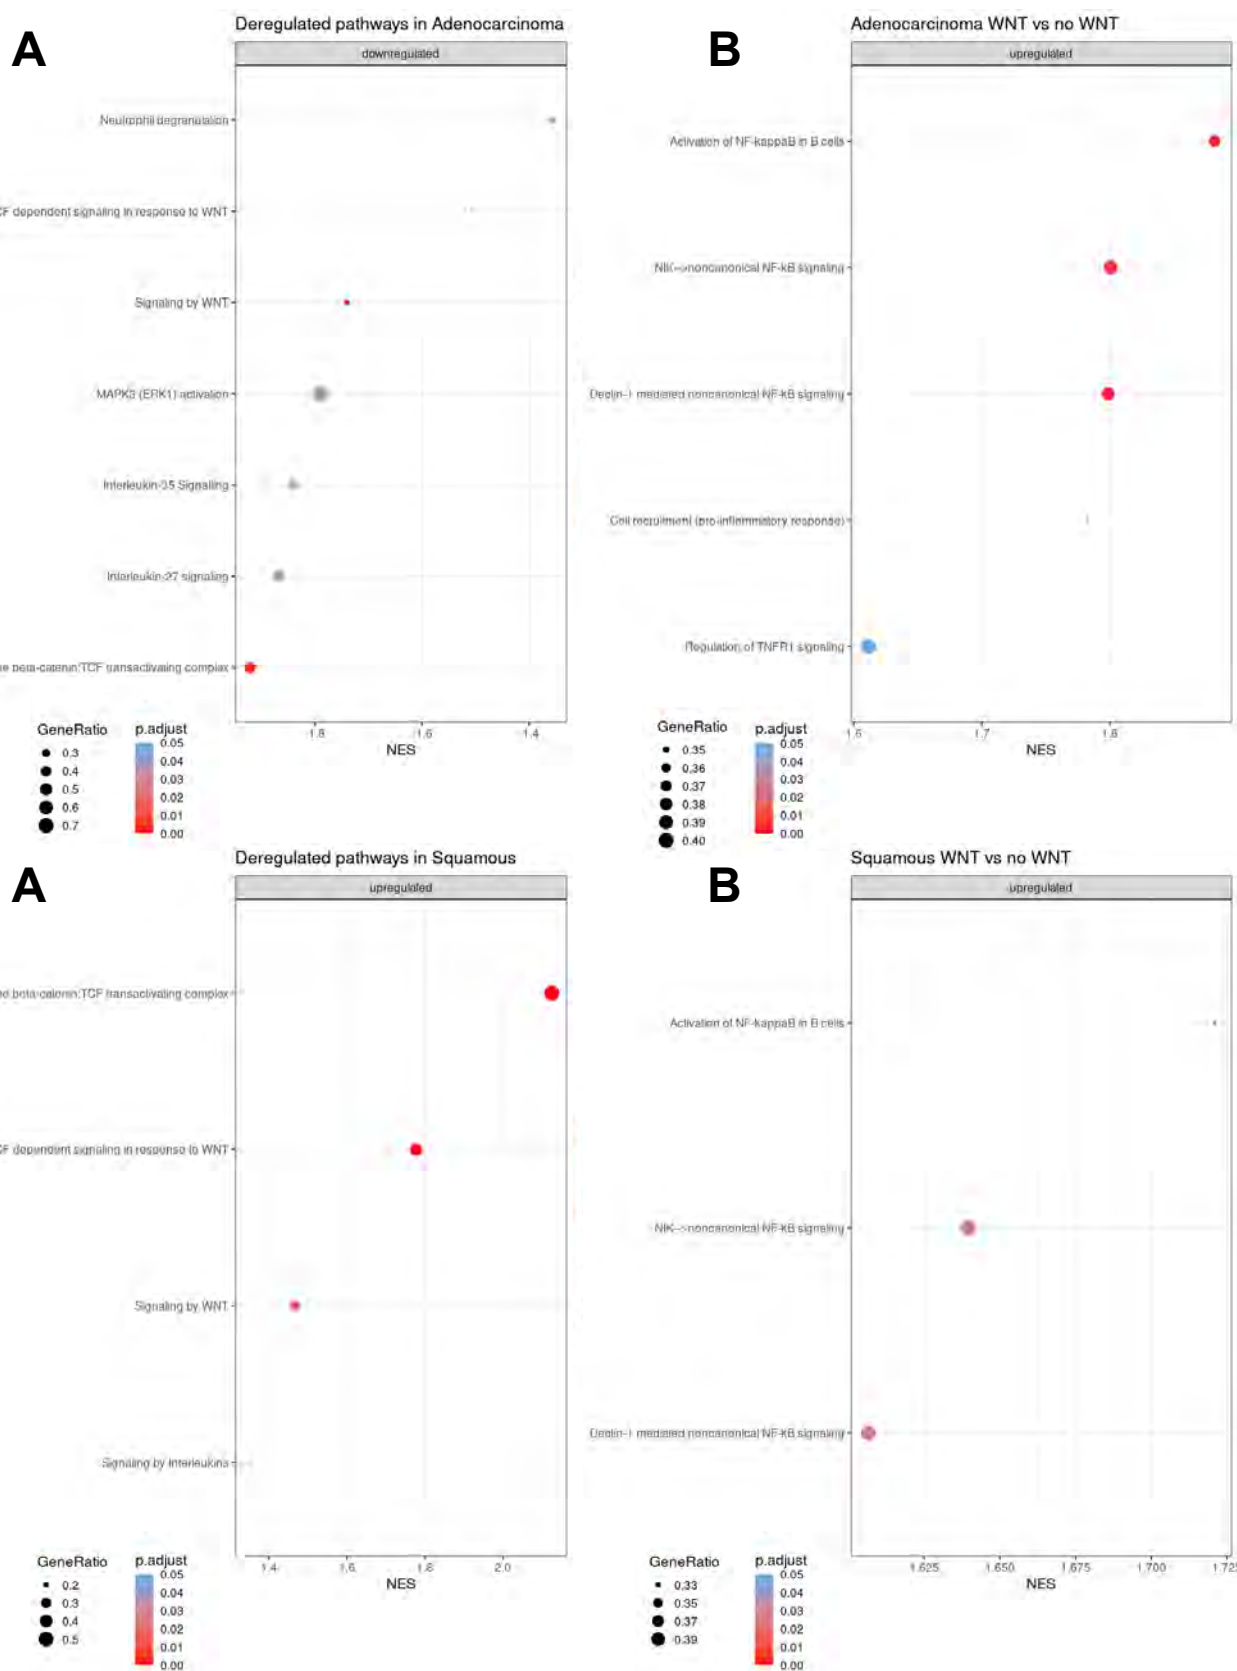 A
Deregulated pathways in Adenocarcinoma
downregulated
Neutrophil degranulation
dependent signaling in response to WNT
Signaling by WNT
MAPK3 (ERK1) activation
Interleukin-35 Signalling
Interleukin-27 signaling
beta-catenin:TCF transactivating complex
1.8
1.6
1.4
NES
GeneRatio
0.3
0.4
0.5
0.6
0.7
p.adjust
0.05
0.04
0.03
0.02
0.01
0.00
B
Adenocarcinoma WNT vs no WNT
upregulated
Activation of NF-kappaB in B cells
NIK-->noncanonical NF-kB signaling
Dectin-1 mediated noncanonical NF-kB signaling
Cell recruitment (pro-inflammatory response)
Regulation of TNFR1 signaling
1.6
1.7
1.8
NES
GeneRatio
0.35
0.36
0.37
0.38
0.39
0.40
p.adjust
0.05
0.04
0.03
0.02
0.01
0.00
A
Deregulated pathways in Squamous
upregulated
beta-catenin:TCF transactivating complex
dependent signaling in response to WNT
Signaling by WNT
Signaling by Interleukins
1.4
1.6
1.8
2.0
NES
GeneRatio
0.2
0.3
0.4
0.5
p.adjust
0.05
0.04
0.03
0.02
0.01
0.00
B
Squamous WNT vs no WNT
upregulated
Activation of NF-kappaB in B cells
NIK-->noncanonical NF-kB signaling
Dectin-1 mediated noncanonical NF-kB signaling
1.625
1.650
1.675
1.700
1.725
NES
GeneRatio
0.33
0.35
0.37
0.39
p.adjust
0.05
0.04
0.03
0.02
0.01
0.00